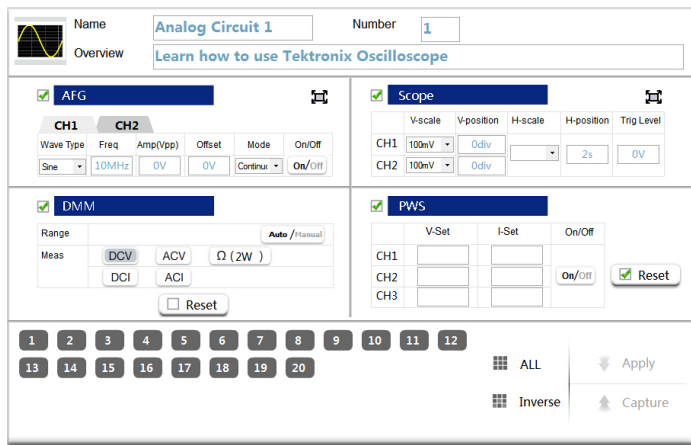 Name Analog Circuit 1 Number 1
Overview Learn how to use Tektronix Oscilloscope
AFG
CH1 CH2
Wave Type Freq Amp(Vpp) Offset Mode On/Off
Sine 10MHz 0V 0V Continuc On/Off
Scope
V-scale V-position H-scale H-position Trig Level
CH1 100mV 0div
2s 0V
CH2 100mV 0div
DMM
Range Auto /Manual
Meas DCV ACV Ω (2W )
DCI ACI
Reset
PWS
V-Set I-Set On/Off
CH1
CH2 On/Off Reset
CH3
1 2 3 4 5 6 7 8 9 10 11 12
13 14 15 16 17 18 19 20
ALL Apply
Inverse Capture